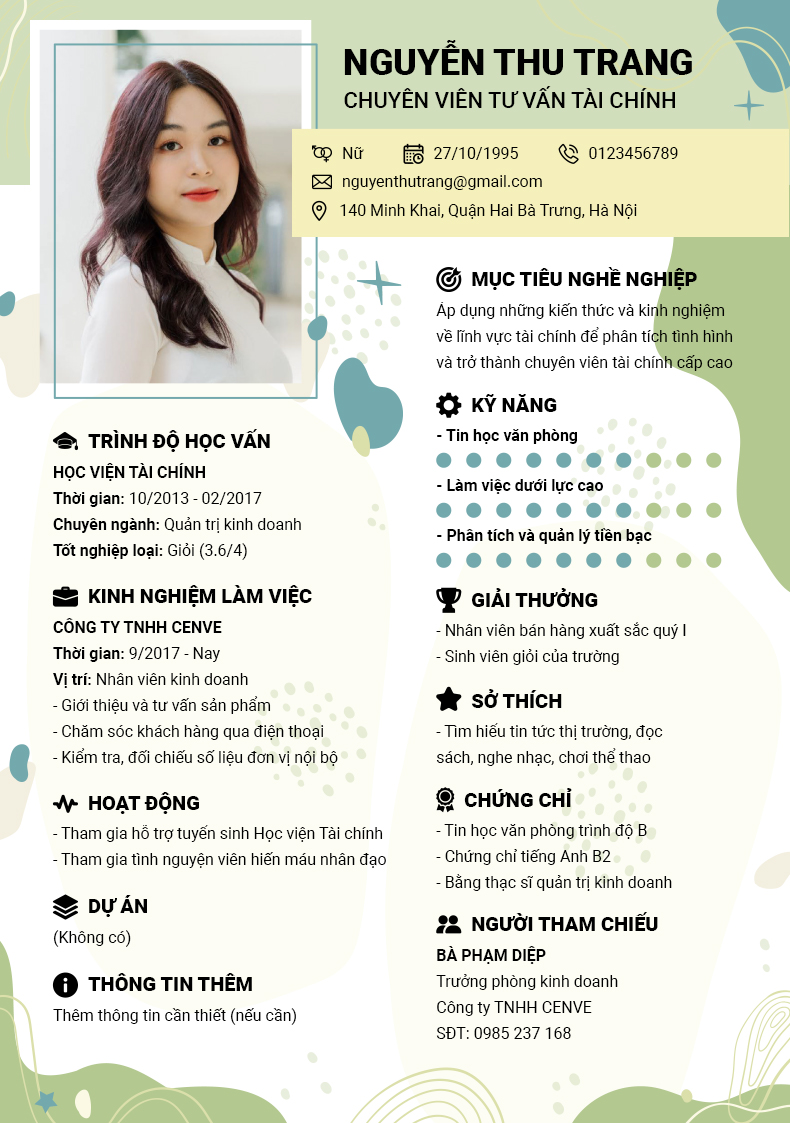 NGUYỄN THU TRANG
CHUYÊN VIÊN TƯ VẤN TÀI CHÍNH
Nữ 27/10/1995 0123456789
nguyenthutrang@gmail.com
140 Minh Khai, Quận Hai Bà Trưng, Hà Nội
TRÌNH ĐỘ HỌC VẤN
HỌC VIỆN TÀI CHÍNH
Thời gian: 10/2013 - 02/2017
Chuyên ngành: Quản trị kinh doanh
Tốt nghiệp loại: Giỏi (3.6/4)
KINH NGHIỆM LÀM VIỆC
CÔNG TY TNHH CENVE
Thời gian: 9/2017 - Nay
Vị trí: Nhân viên kinh doanh
- Giới thiệu và tư vấn sản phẩm
- Chăm sóc khách hàng qua điện thoại
- Kiểm tra, đối chiếu số liệu đơn vị nội bộ
HOẠT ĐỘNG
- Tham gia hỗ trợ tuyển sinh Học viện Tài chính
- Tham gia tình nguyện viên hiến máu nhân đạo
DỰ ÁN
(Không có)
THÔNG TIN THÊM
Thêm thông tin cần thiết (nếu cần)
MỤC TIÊU NGHỀ NGHIỆP
Áp dụng những kiến thức và kinh nghiệm
về lĩnh vực tài chính để phân tích tình hình
và trở thành chuyên viên tài chính cấp cao
KỸ NĂNG
- Tin học văn phòng
- Làm việc dưới lực cao
- Phân tích và quản lý tiền bạc
GIẢI THƯỞNG
- Nhân viên bán hàng xuất sắc quý I
- Sinh viên giỏi của trường
SỞ THÍCH
- Tìm hiểu tin tức thị trường, đọc
sách, nghe nhạc, chơi thể thao
CHỨNG CHỈ
- Tin học văn phòng trình độ B
- Chứng chỉ tiếng Anh B2
- Bằng thạc sĩ quản trị kinh doanh
NGƯỜI THAM CHIẾU
BÀ PHẠM DIỆP
Trưởng phòng kinh doanh
Công ty TNHH CENVE
SĐT: 0985 237 168